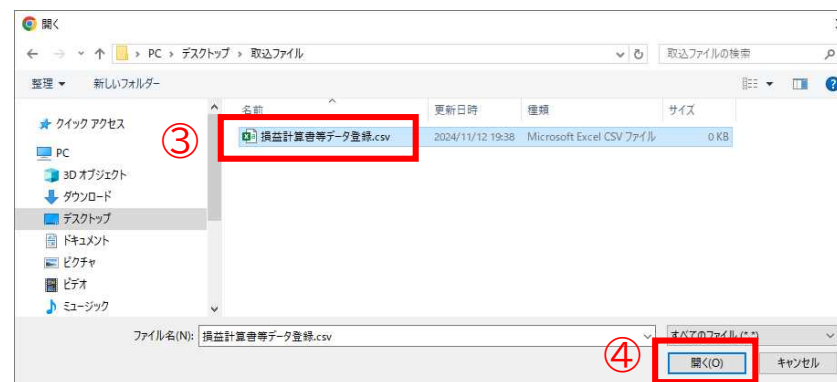 開く
PC › デスクトップ › 取込ファイル
取込ファイルの検索
整理 ▼ 新しいフォルダー
名前 更新日時 種類 サイズ
③
損益計算書等データ登録.csv 2024/11/12 19:38 Microsoft Excel CSV ファイル 0 KB
クイック アクセス
PC
3D オブジェクト
ダウンロード
デスクトップ
ドキュメント
ピクチャ
ビデオ
ミュージック
ファイル名(N): 損益計算書等データ登録.csv
すべてのファイル (*.*)
④
開く(O) キャンセル